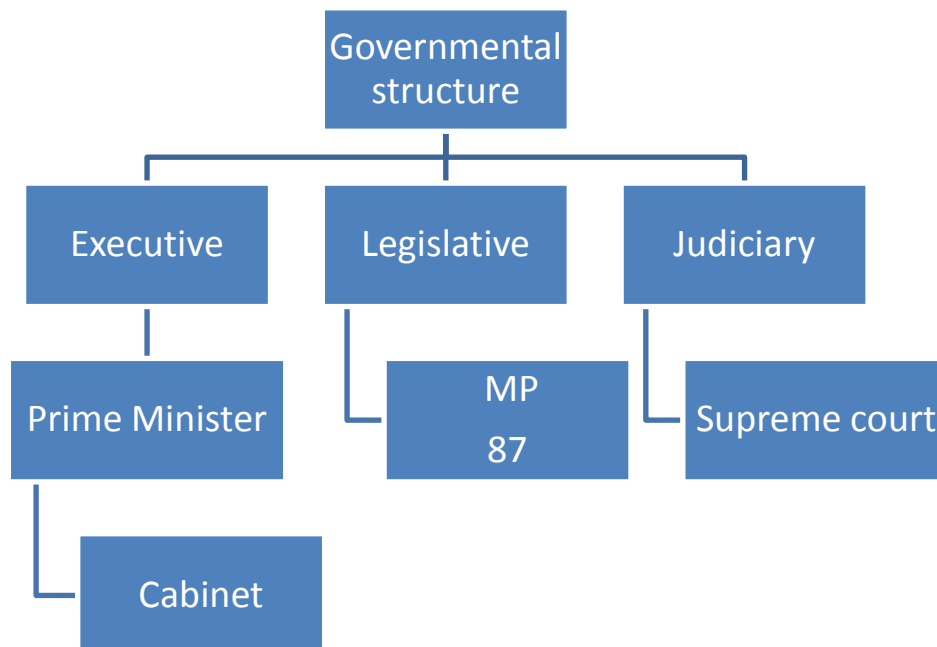 Governmental
structure
Executive
Legislative
Judiciary
Prime Minister
MP
87
Supreme court
Cabinet